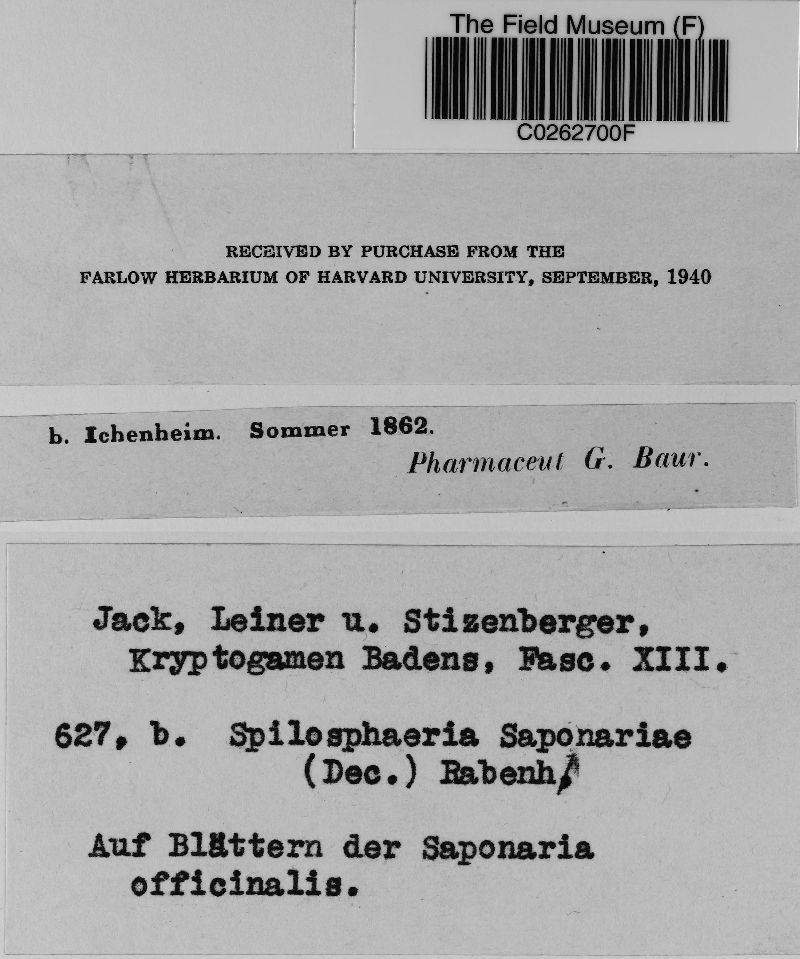 The Field Museum (F)
C0262700F
RECEIVED BY PURCHASE FROM THE
FARLOW HERBARIUM OF HARVARD UNIVERSITY, SEPTEMBER, 1940
b. Ichenheim. Sommer 1862.
Pharmaceut G. Baur.
Jack, Leiner u. Stizenberger,
Kryptogamen Badens, Fasc. XIII.
627, b. Spilosphaeria Saponariae
(Dec.) Rabenh.
Auf Blättern der Saponaria
officinalis.